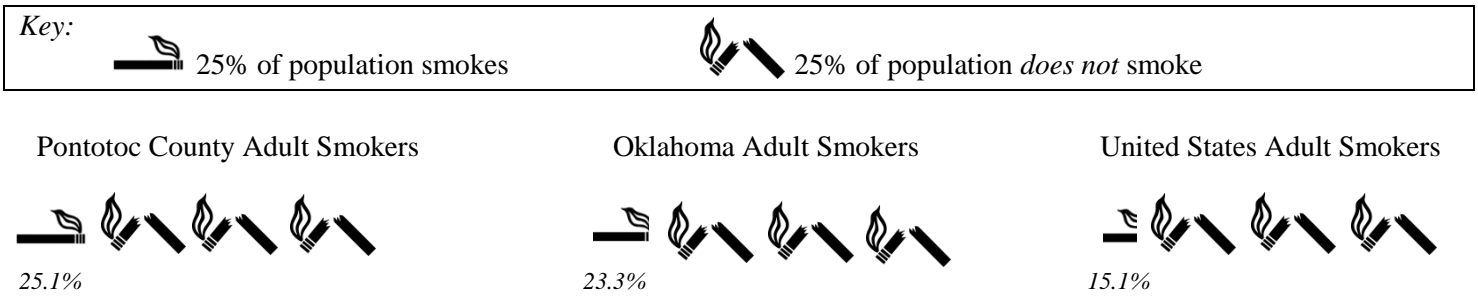 Key:
25% of population smokes 25% of population does not smoke
Pontotoc County Adult Smokers Oklahoma Adult Smokers United States Adult Smokers
25.1% 23.3% 15.1%